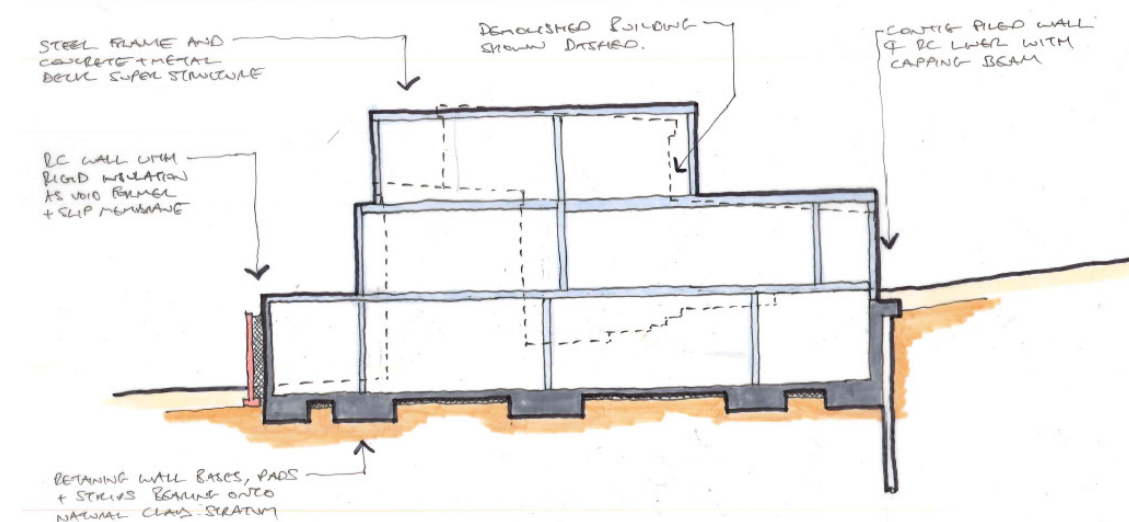 STEEL FRAME AND
CONCRETE + METAL
DECK SUPER STRUCTURE
DEMOLISHED BUILDING
SHOWN DASHED.
CONTIG PILED WALL
& RC LINER WITH
CAPPING BEAM
RC WALL WITH
RIGID INSULATION
AS VOID FORMER
+ SLIP MEMBRANE
RETAINING WALL BASES, PADS
+ STRIPS BEARING ONTO
NATURAL CLAY STRATUM